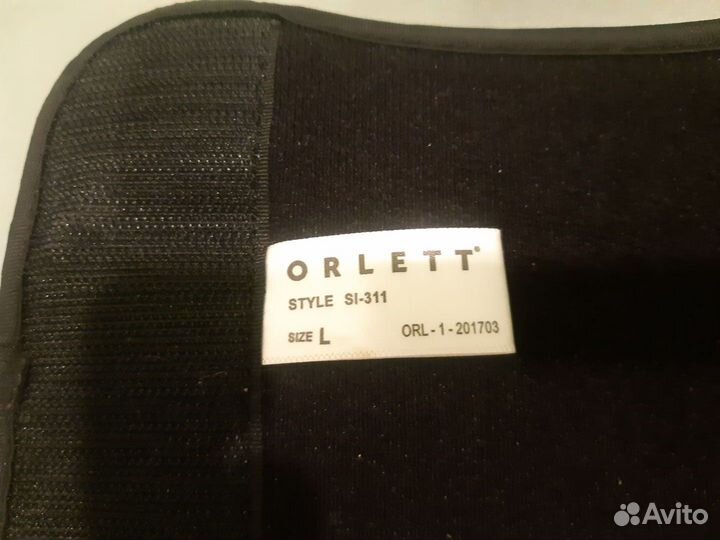 ORLETT®
STYLE SI-311
SIZE L ORL-1-201703
Avito